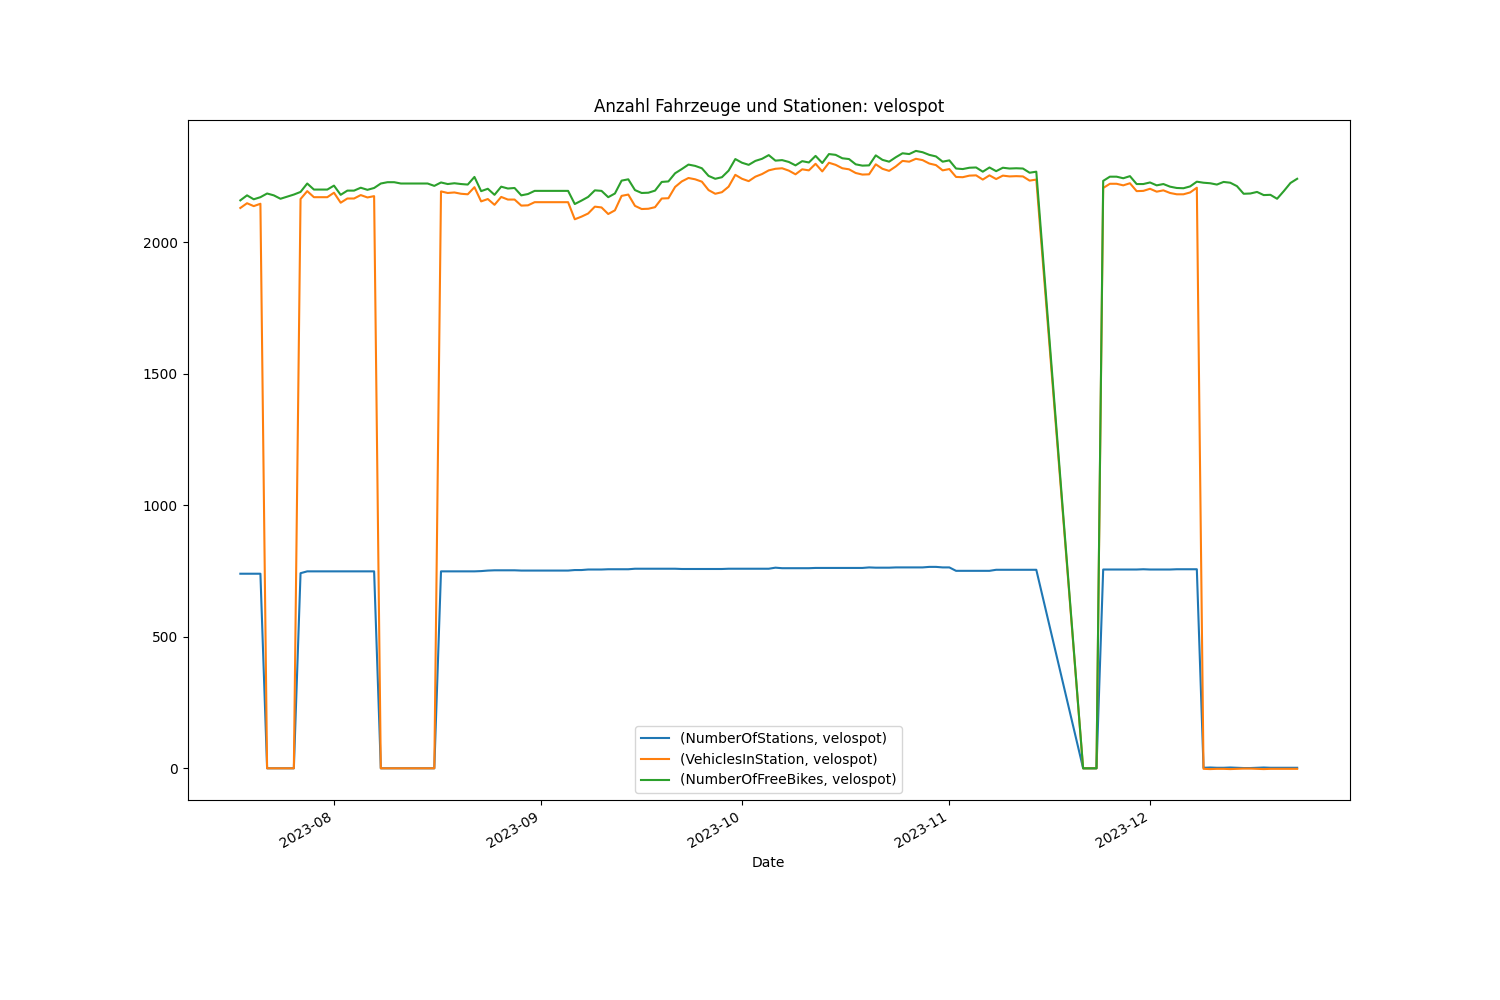 Anzahl Fahrzeuge und Stationen: velospot
2000
1500
1000
500
0
(NumberOfStations, velospot)
(VehiclesInStation, velospot)
(NumberOfFreeBikes, velospot)
2023-08
2023-09
2023-10
2023-11
2023-12
Date